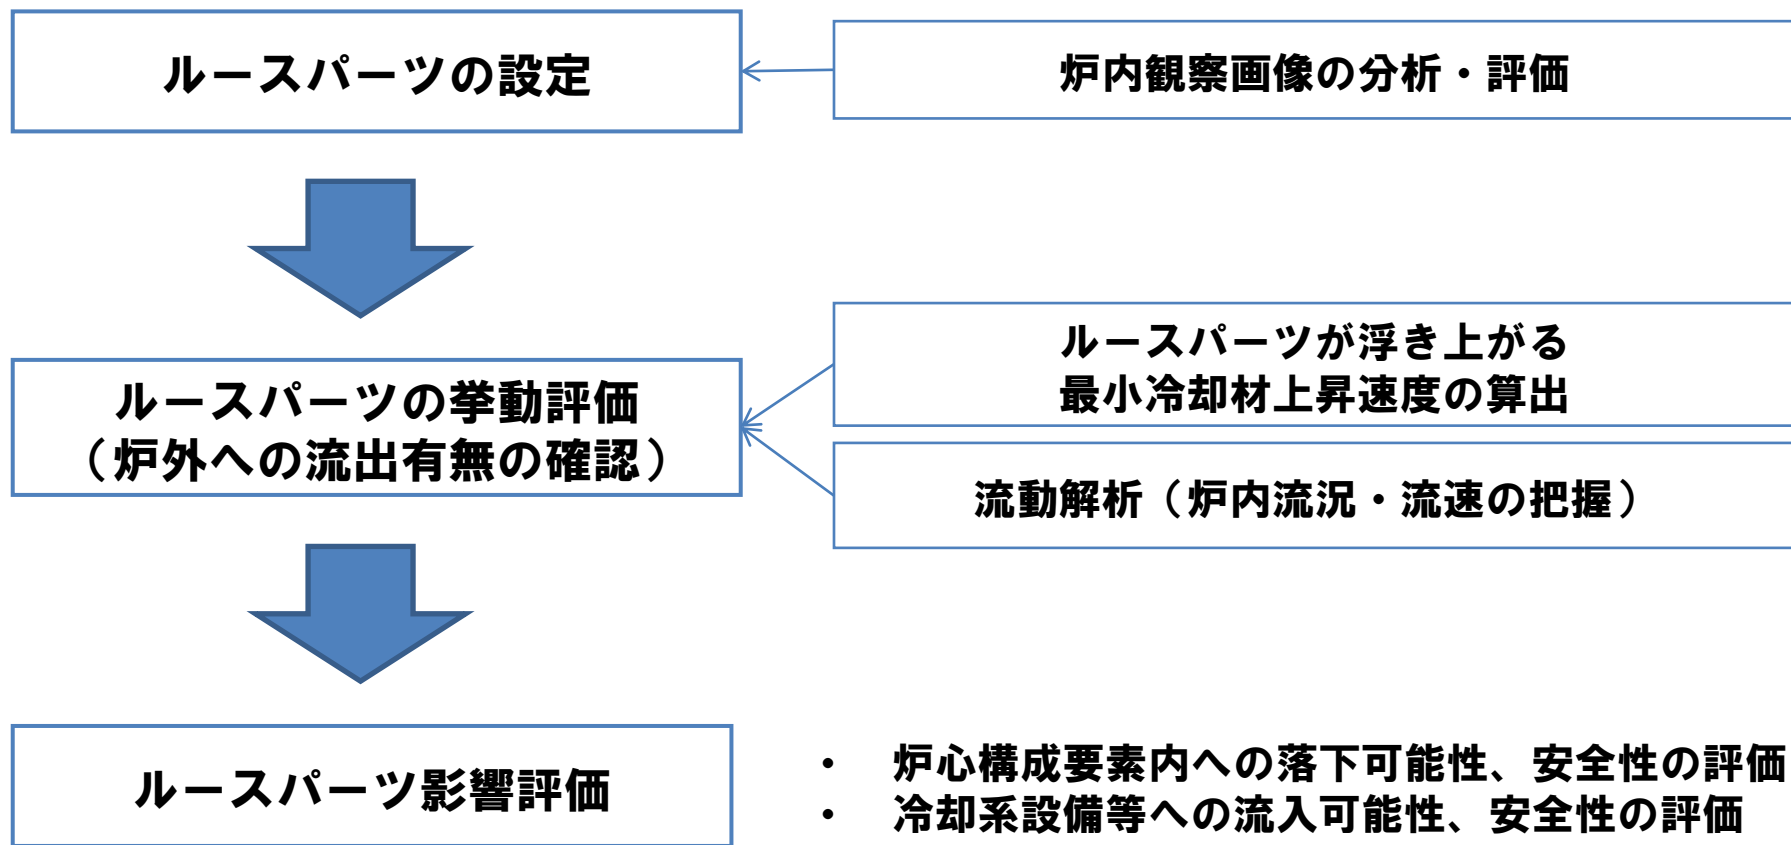 ルースパーツの設定
炉内観察画像の分析・評価
ルースパーツの挙動評価
（炉外への流出有無の確認）
ルースパーツが浮き上がる
最小冷却材上昇速度の算出
流動解析（炉内流況・流速の把握）
ルースパーツ影響評価
・ 炉心構成要素内への落下可能性、安全性の評価
・ 冷却系設備等への流入可能性、安全性の評価